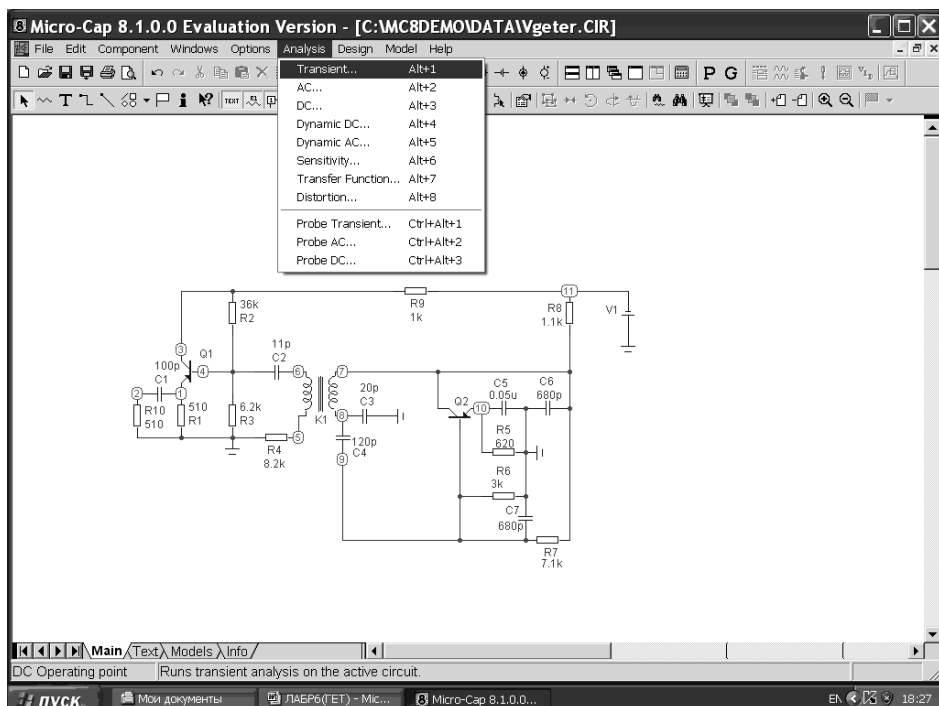 Micro-Cap 8.1.0.0 Evaluation Version - [C:\MC8DEMO\DATA\Vgeter.CIR]
File Edit Component Windows Options Analysis Design Model Help
P G
T TEXT
Transient... Alt+1
AC... Alt+2
DC... Alt+3
Dynamic DC... Alt+4
Dynamic AC... Alt+5
Sensitivity... Alt+6
Transfer Function... Alt+7
Distortion... Alt+8
Probe Transient... Ctrl+Alt+1
Probe AC... Ctrl+Alt+2
Probe DC... Ctrl+Alt+3
11
36k
R2
R9
1k
R8
1.1k
V1
3
Q1
4
11p
C2
6
7
100p
C1
2
1
20p
C3
C5
0.05u
C6
680p
Q2
10
R10
510
510
R1
6.2k
R3
K1
8
R5
620
R4
8.2k
5
120p
C4
9
R6
3k
C7
680p
R7
7.1k
Main Text Models Info
DC Operating point Runs transient analysis on the active circuit.
пуск Мои документы ЛАБР6(ГЕТ) - Mic... Micro-Cap 8.1.0.0... EN 18:27